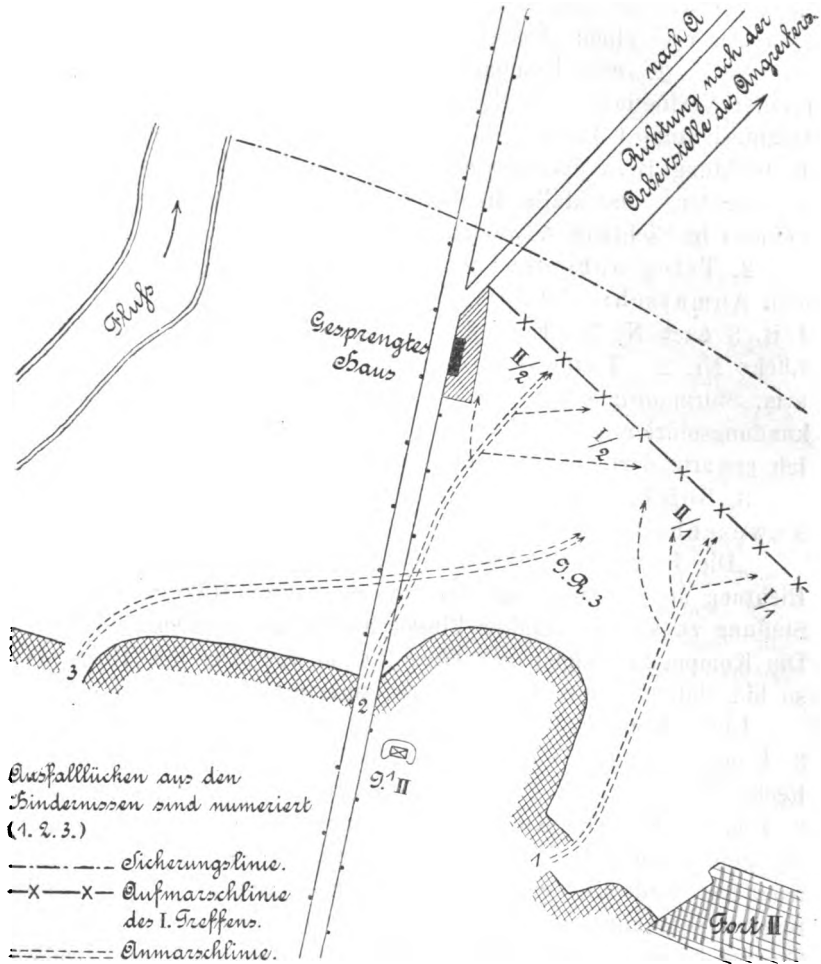 nach A
Richtung nach der
Arbeitstelle des Angreifers.
Fluß
Gesprengtes
Haus
II/2
I/2
II/1
I/1
J.R.3
3
2
J.1 II
1
Fort II
Ausfalllücken aus den
Hindernissen sind numeriert
(1. 2. 3.)
Sicherungslinie.
Aufmarschlinie
des I. Treffens.
Anmarschlinie.